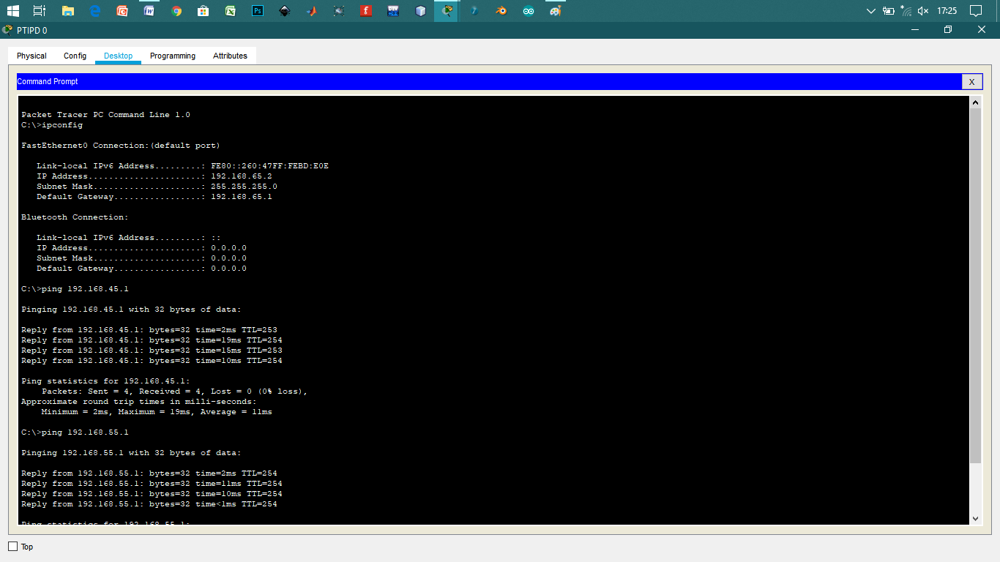 17:25
PTIPD 0
Physical Config Desktop Programming Attributes
Command Prompt X
Packet Tracer PC Command Line 1.0
C:\>ipconfig
FastEthernet0 Connection:(default port)
Link-local IPv6 Address.........: FE80::260:47FF:FEBD:E0E
IP Address......................: 192.168.65.2
Subnet Mask.....................: 255.255.255.0
Default Gateway.................: 192.168.65.1
Bluetooth Connection:
Link-local IPv6 Address.........: ::
IP Address......................: 0.0.0.0
Subnet Mask.....................: 0.0.0.0
Default Gateway.................: 0.0.0.0
C:\>ping 192.168.45.1
Pinging 192.168.45.1 with 32 bytes of data:
Reply from 192.168.45.1: bytes=32 time=2ms TTL=253
Reply from 192.168.45.1: bytes=32 time=19ms TTL=254
Reply from 192.168.45.1: bytes=32 time=15ms TTL=253
Reply from 192.168.45.1: bytes=32 time=10ms TTL=254
Ping statistics for 192.168.45.1:
Packets: Sent = 4, Received = 4, Lost = 0 (0% loss),
Approximate round trip times in milli-seconds:
Minimum = 2ms, Maximum = 19ms, Average = 11ms
C:\>ping 192.168.55.1
Pinging 192.168.55.1 with 32 bytes of data:
Reply from 192.168.55.1: bytes=32 time=2ms TTL=254
Reply from 192.168.55.1: bytes=32 time=11ms TTL=254
Reply from 192.168.55.1: bytes=32 time=10ms TTL=254
Reply from 192.168.55.1: bytes=32 time<1ms TTL=254
Ping statistics for 192.168.55.1:
Top